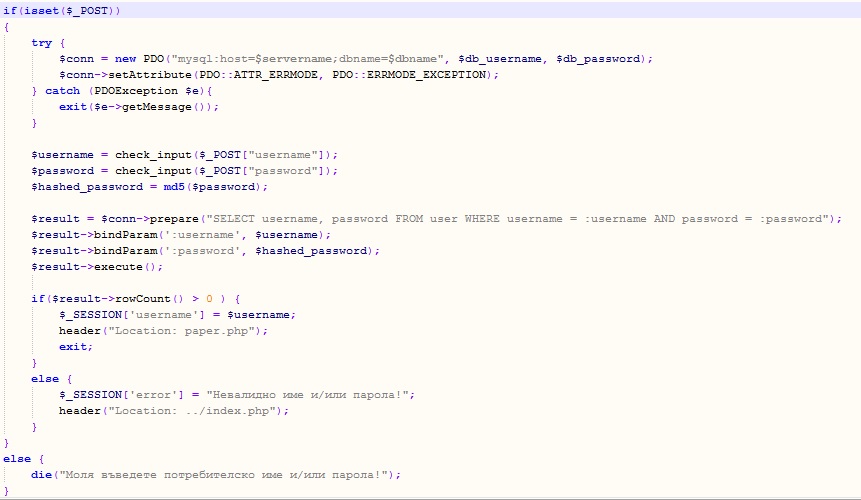 if(isset($_POST))
{
    try {
        $conn = new PDO("mysql:host=$servername;dbname=$dbname", $db_username, $db_password);
        $conn->setAttribute(PDO::ATTR_ERRMODE, PDO::ERRMODE_EXCEPTION);
    } catch (PDOException $e){
        exit($e->getMessage());
    }

    $username = check_input($_POST["username"]);
    $password = check_input($_POST["password"]);
    $hashed_password = md5($password);

    $result = $conn->prepare("SELECT username, password FROM user WHERE username = :username AND password = :password");
    $result->bindParam(':username', $username);
    $result->bindParam(':password', $hashed_password);
    $result->execute();

    if($result->rowCount() > 0 ) {
        $_SESSION['username'] = $username;
        header("Location: paper.php");
        exit;
    }
    else {
        $_SESSION['error'] = "Невалидно име и/или парола!";
        header("Location: ../index.php");
    }
}
else {
    die("Моля въведете потребителско име и/или парола!");
}